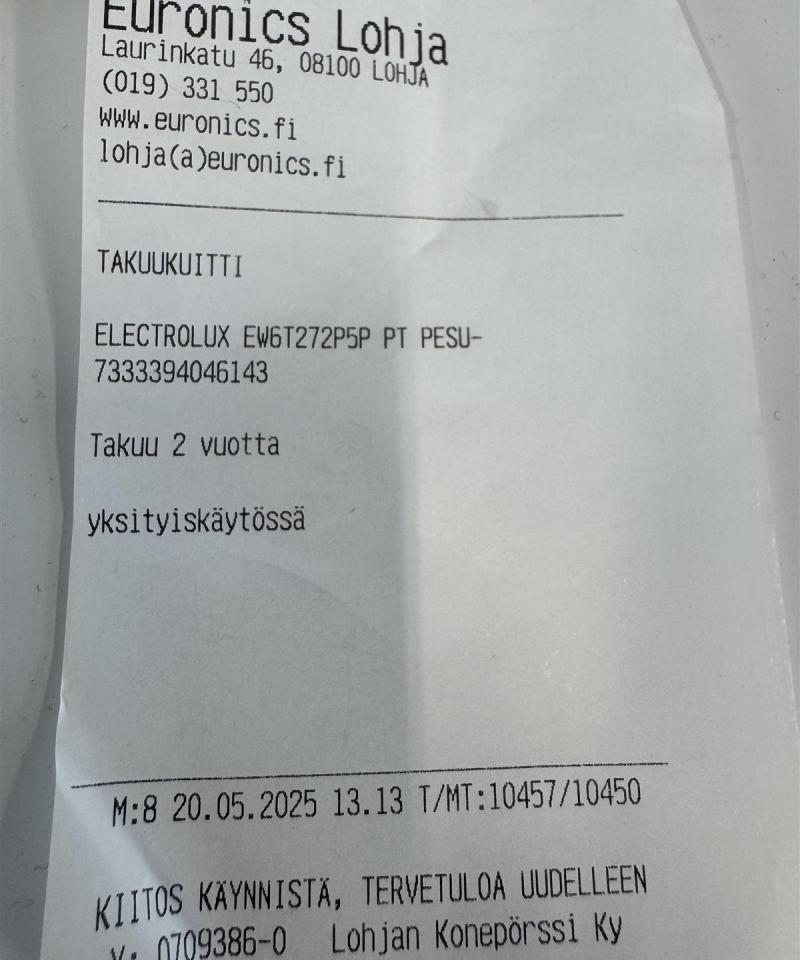 Euronics Lohja
Laurinkatu 46, 08100 LOHJA
(019) 331 550
www.euronics.fi
lohja(a)euronics.fi
TAKUUKUITTI
ELECTROLUX EW6T272P5P PT PESU-
7333394046143
Takuu 2 vuotta
yksityiskäytössä
M:8 20.05.2025 13.13 T/MT:10457/10450
KIITOS KÄYNNISTÄ, TERVETULOA UUDELLEEN
Y: 0709386-0 Lohjan Konepörssi Ky